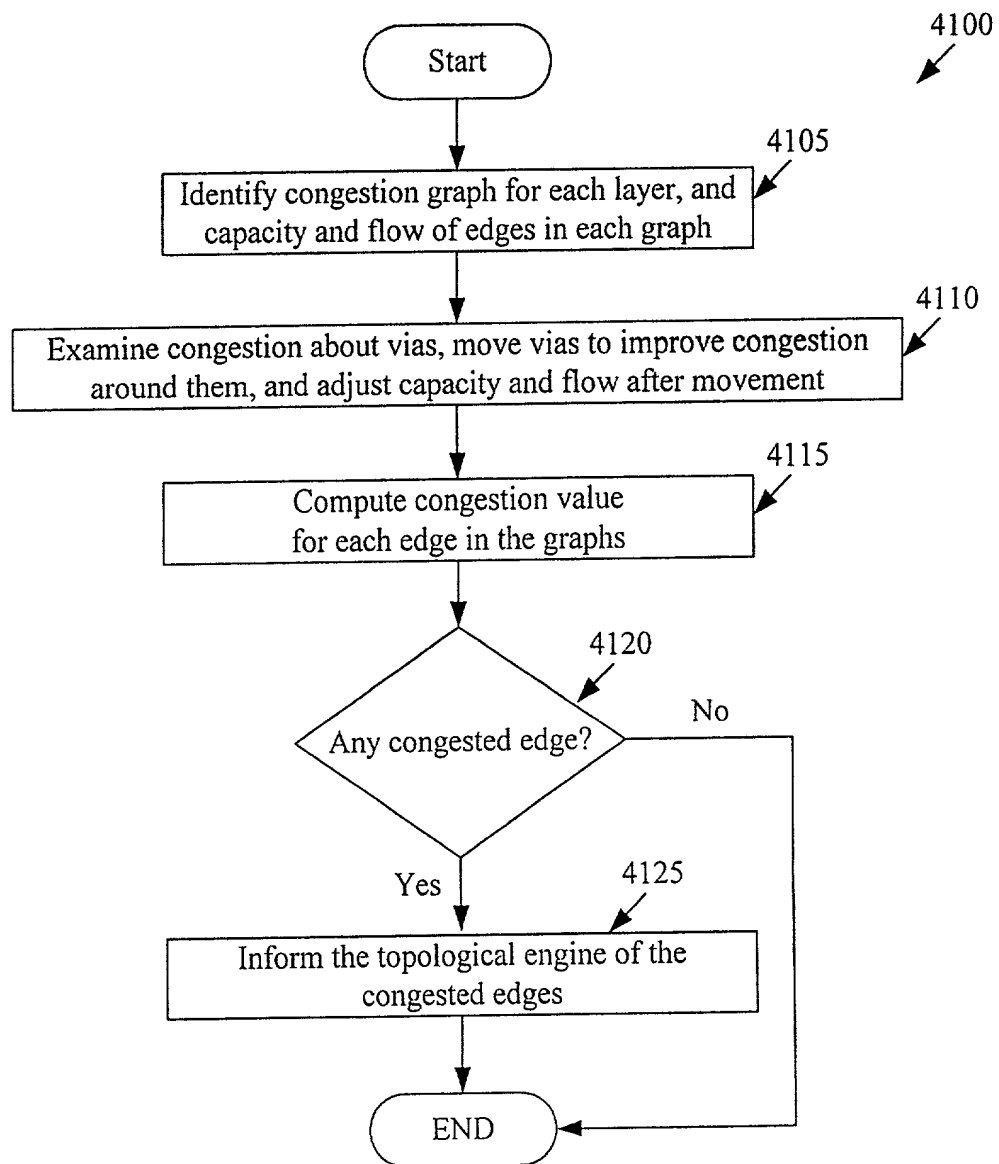 4100
Start
4105
Identify congestion graph for each layer, and
capacity and flow of edges in each graph
4110
Examine congestion about vias, move vias to improve congestion
around them, and adjust capacity and flow after movement
4115
Compute congestion value
for each edge in the graphs
4120
Any congested edge?
No
Yes
4125
Inform the topological engine of the
congested edges
END